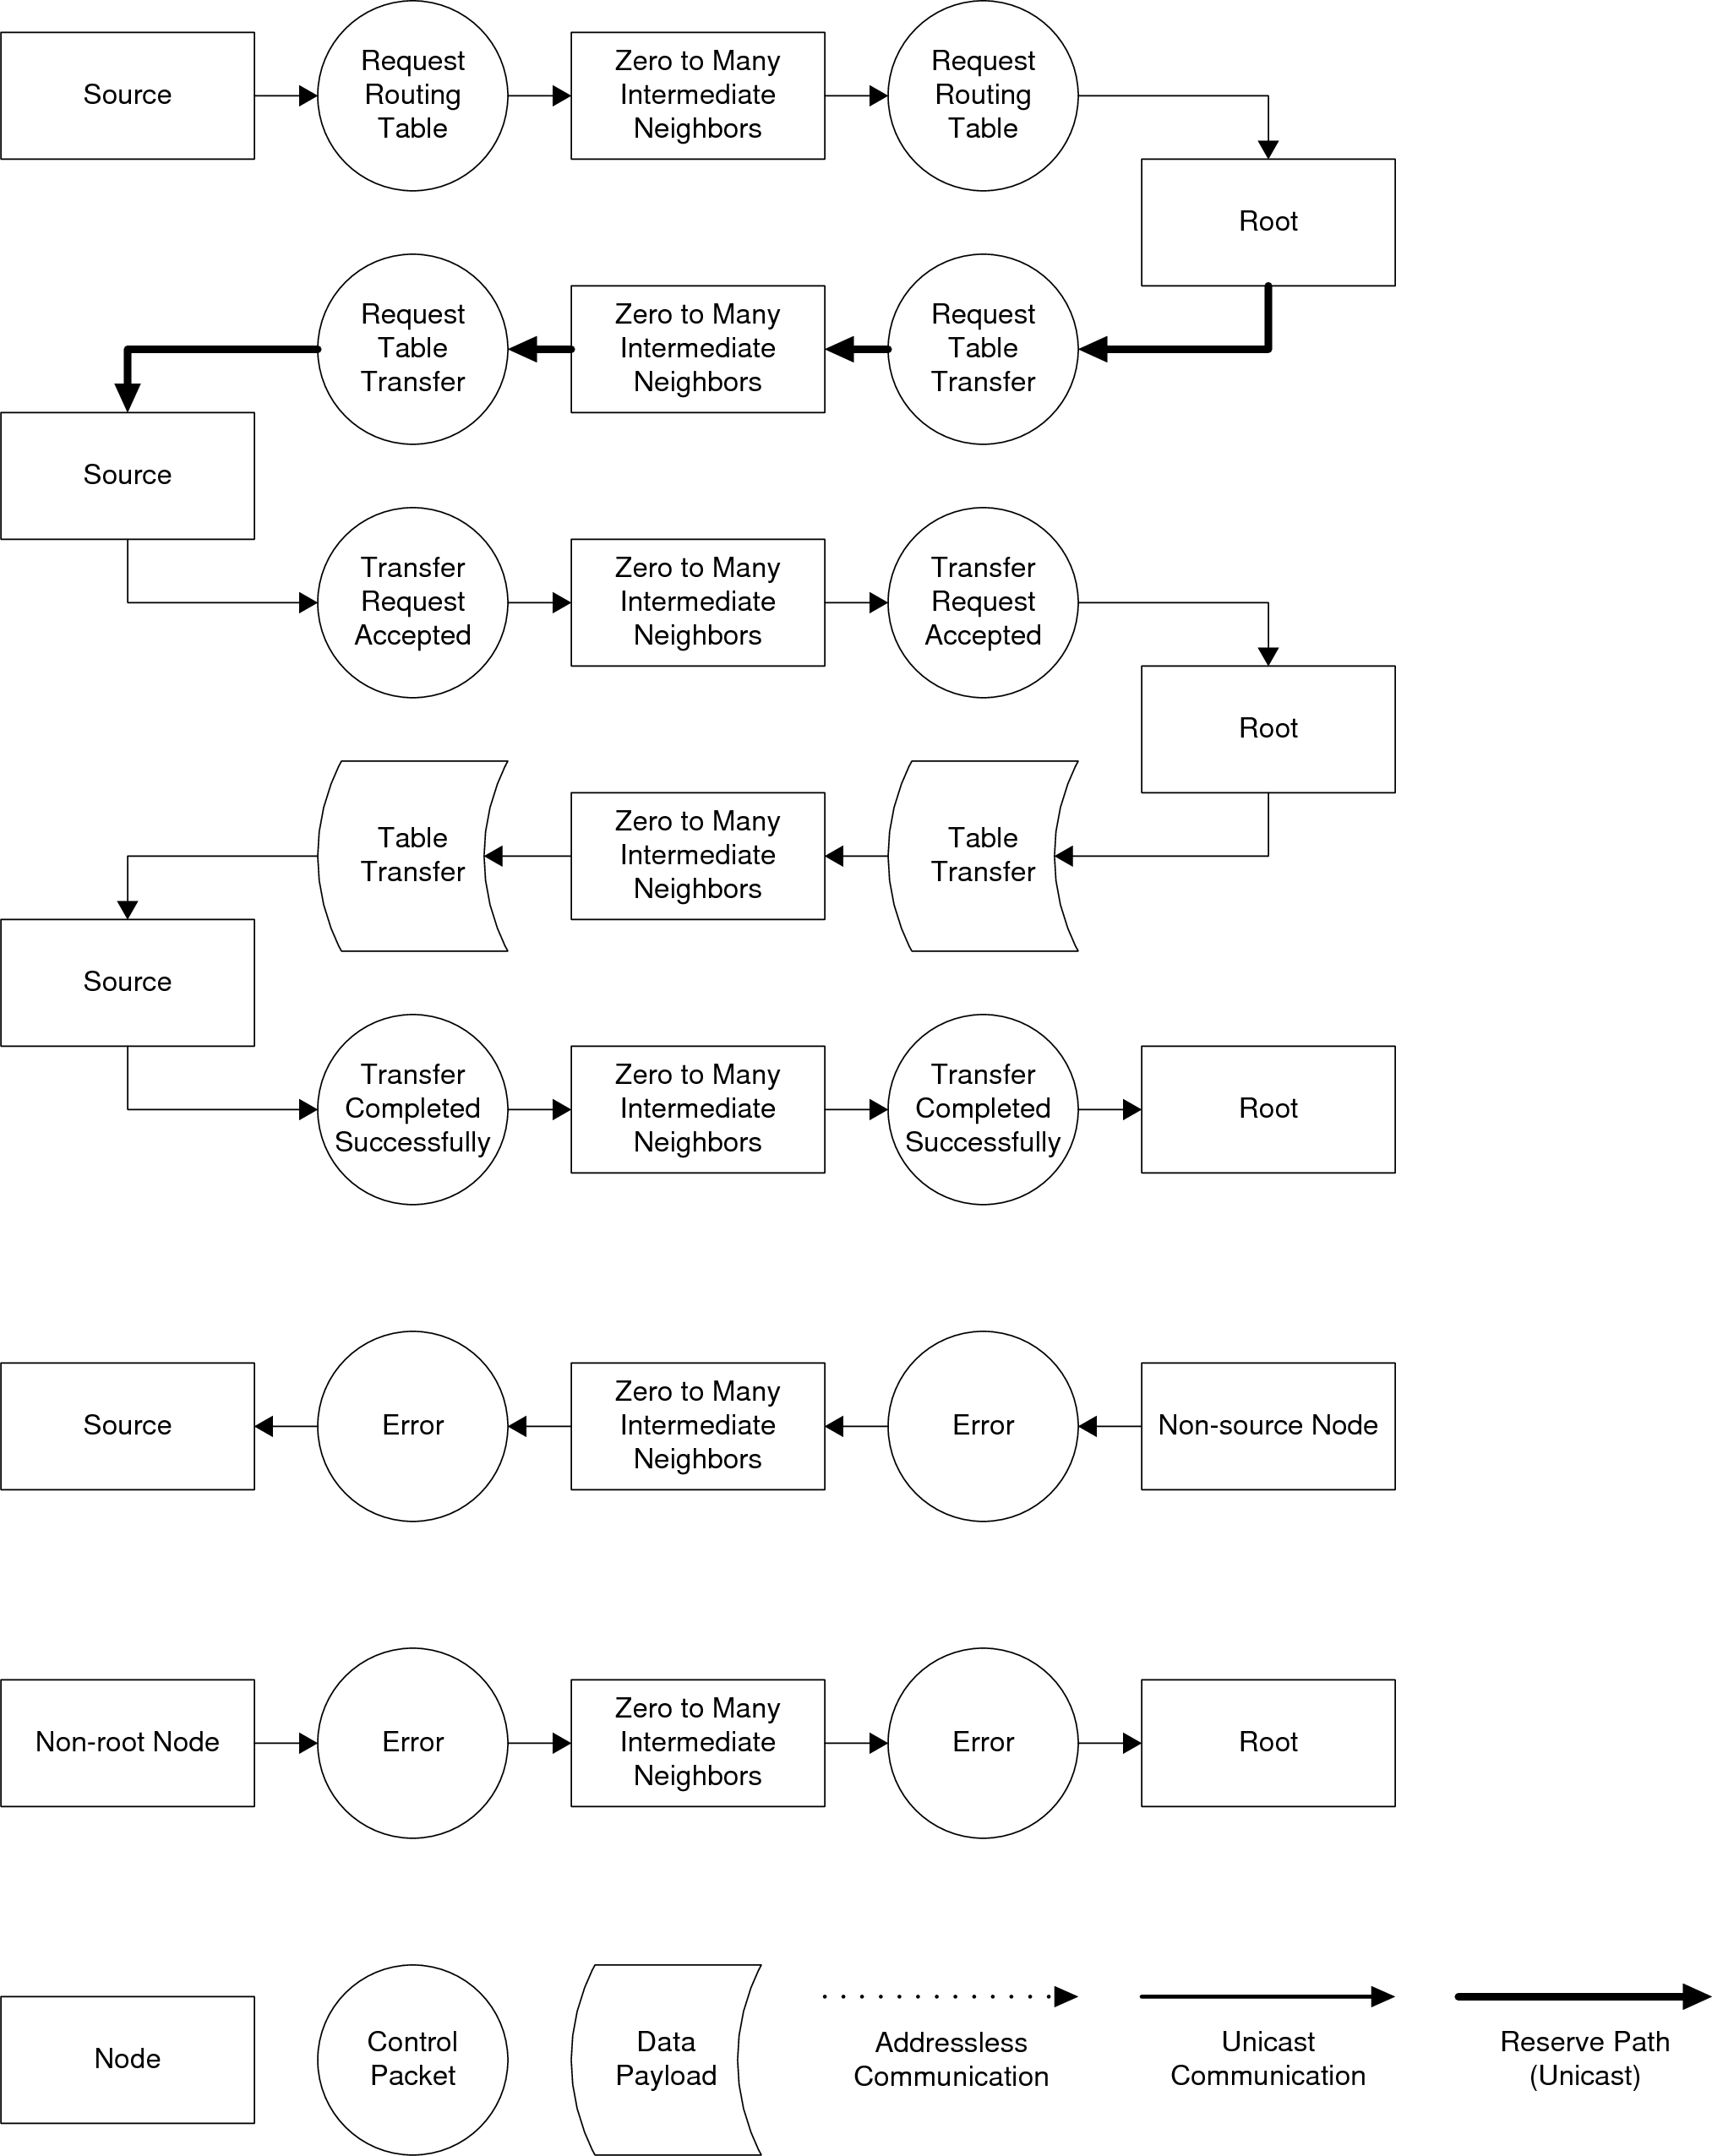 Source
Request
Routing
Table
Zero to Many
Intermediate
Neighbors
Request
Routing
Table
Root
Request
Table
Transfer
Zero to Many
Intermediate
Neighbors
Request
Table
Transfer
Source
Transfer
Request
Accepted
Zero to Many
Intermediate
Neighbors
Transfer
Request
Accepted
Root
Table
Transfer
Zero to Many
Intermediate
Neighbors
Table
Transfer
Source
Transfer
Completed
Successfully
Zero to Many
Intermediate
Neighbors
Transfer
Completed
Successfully
Root
Source
Error
Zero to Many
Intermediate
Neighbors
Error
Non-source Node
Non-root Node
Error
Zero to Many
Intermediate
Neighbors
Error
Root
Node
Control
Packet
Data
Payload
Addressless
Communication
Unicast
Communication
Reserve Path
(Unicast)